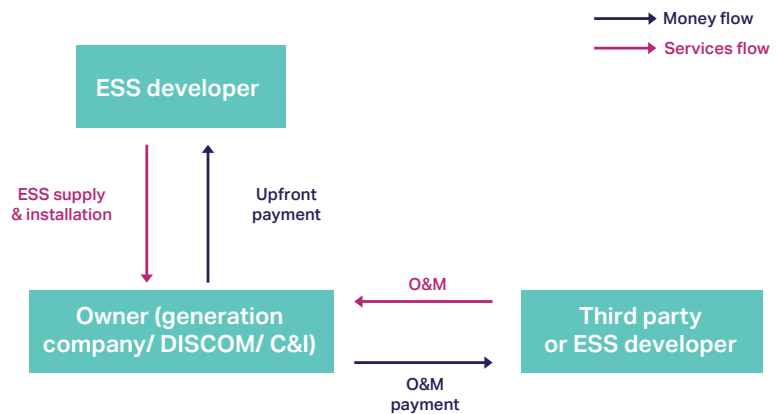 Money flow
Services flow
ESS developer
ESS supply
& installation
Upfront
payment
O&M
Owner (generation
company/ DISCOM/ C&I)
Third party
or ESS developer
O&M
payment